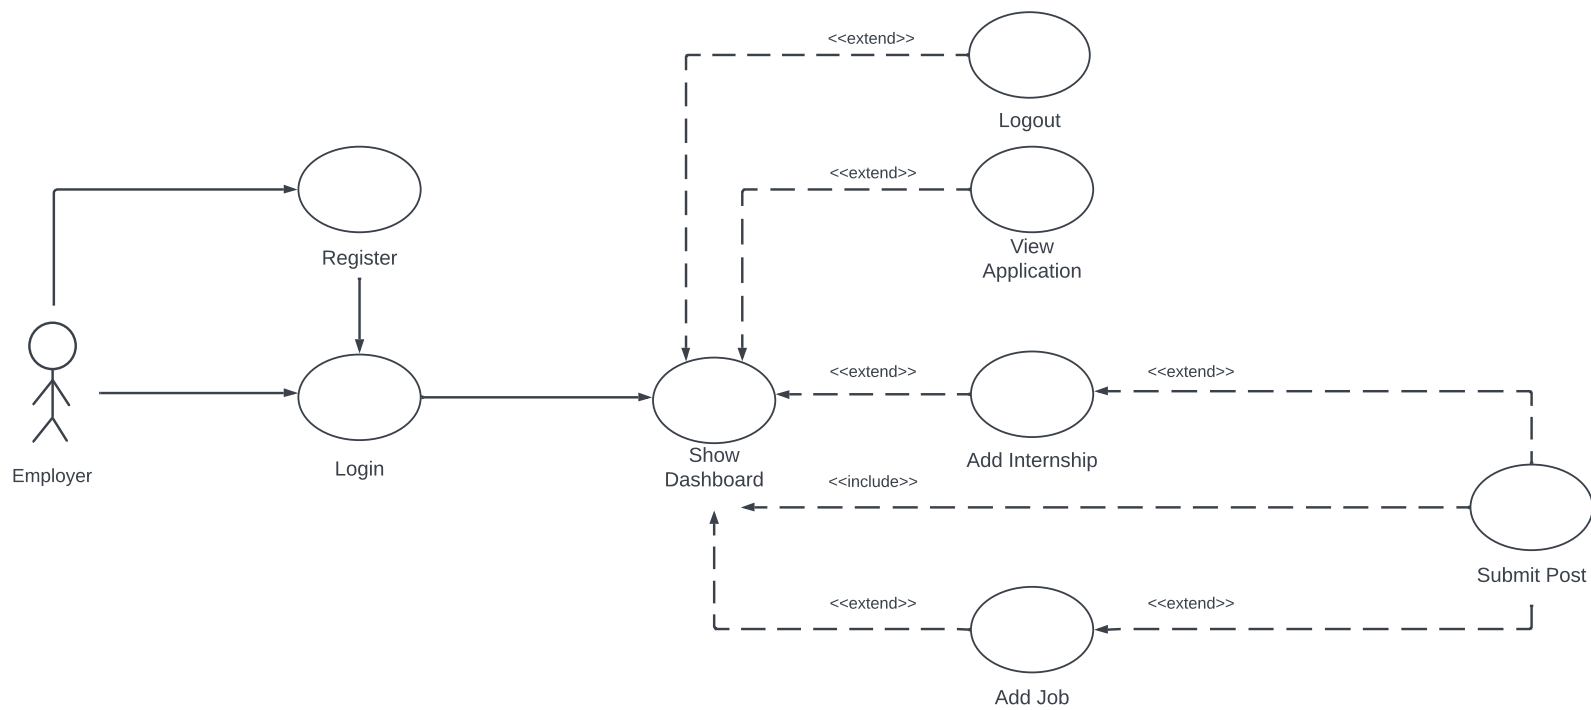 <<extend>>
Logout
<<extend>>
View
Application
Register
Employer
Login
Show
Dashboard
<<extend>>
Add Internship
<<extend>>
<<include>>
Submit Post
<<extend>>
Add Job
<<extend>>